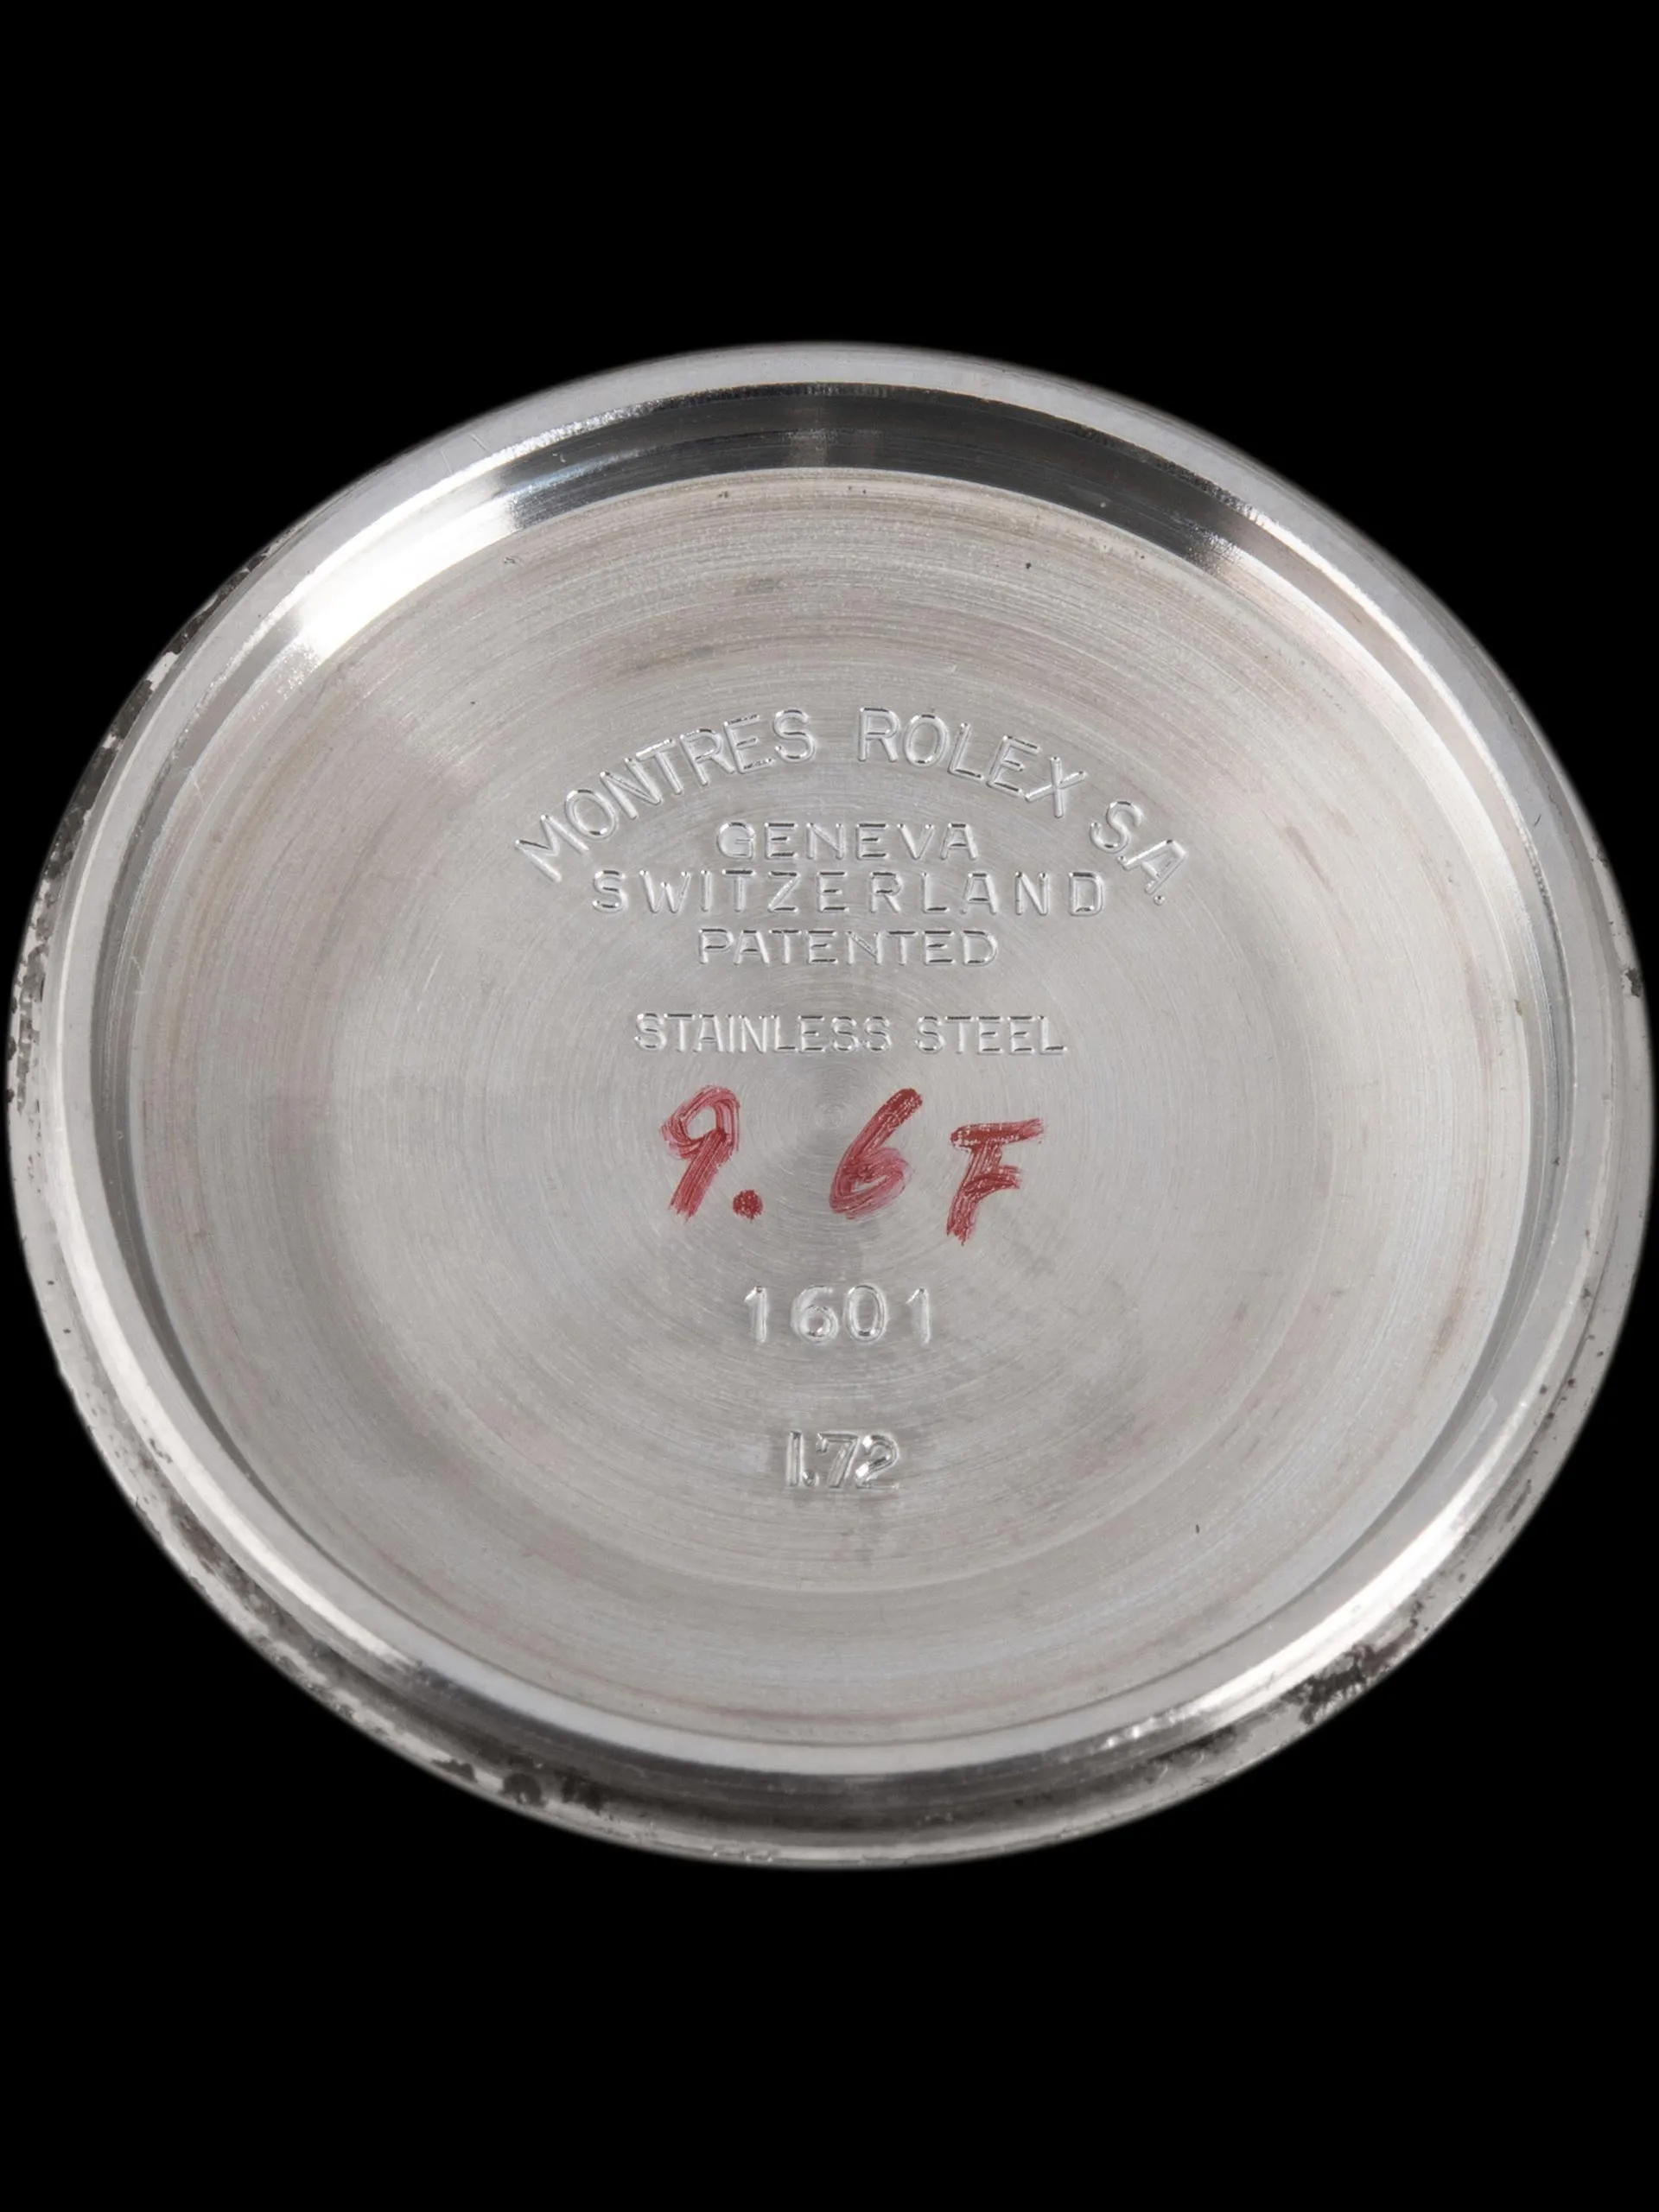 MONTRES ROLEX S.A.
GENEVA
SWITZERLAND
PATENTED
STAINLESS STEEL
9. 6F
1601
I.72